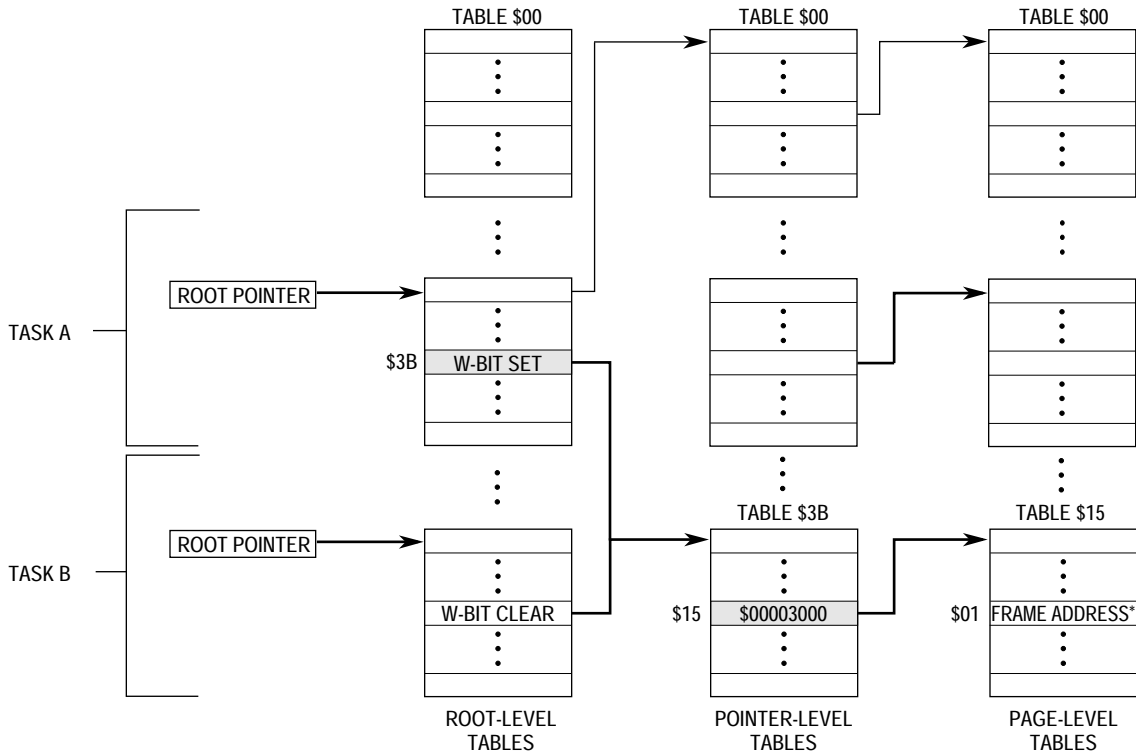 TABLE $00 TABLE $00 TABLE $00
ROOT POINTER
TASK A
$3B W-BIT SET
TABLE $3B TABLE $15
ROOT POINTER
TASK B
W-BIT CLEAR $15 $00003000 $01 FRAME ADDRESS*
ROOT-LEVEL
TABLES
POINTER-LEVEL
TABLES
PAGE-LEVEL
TABLES